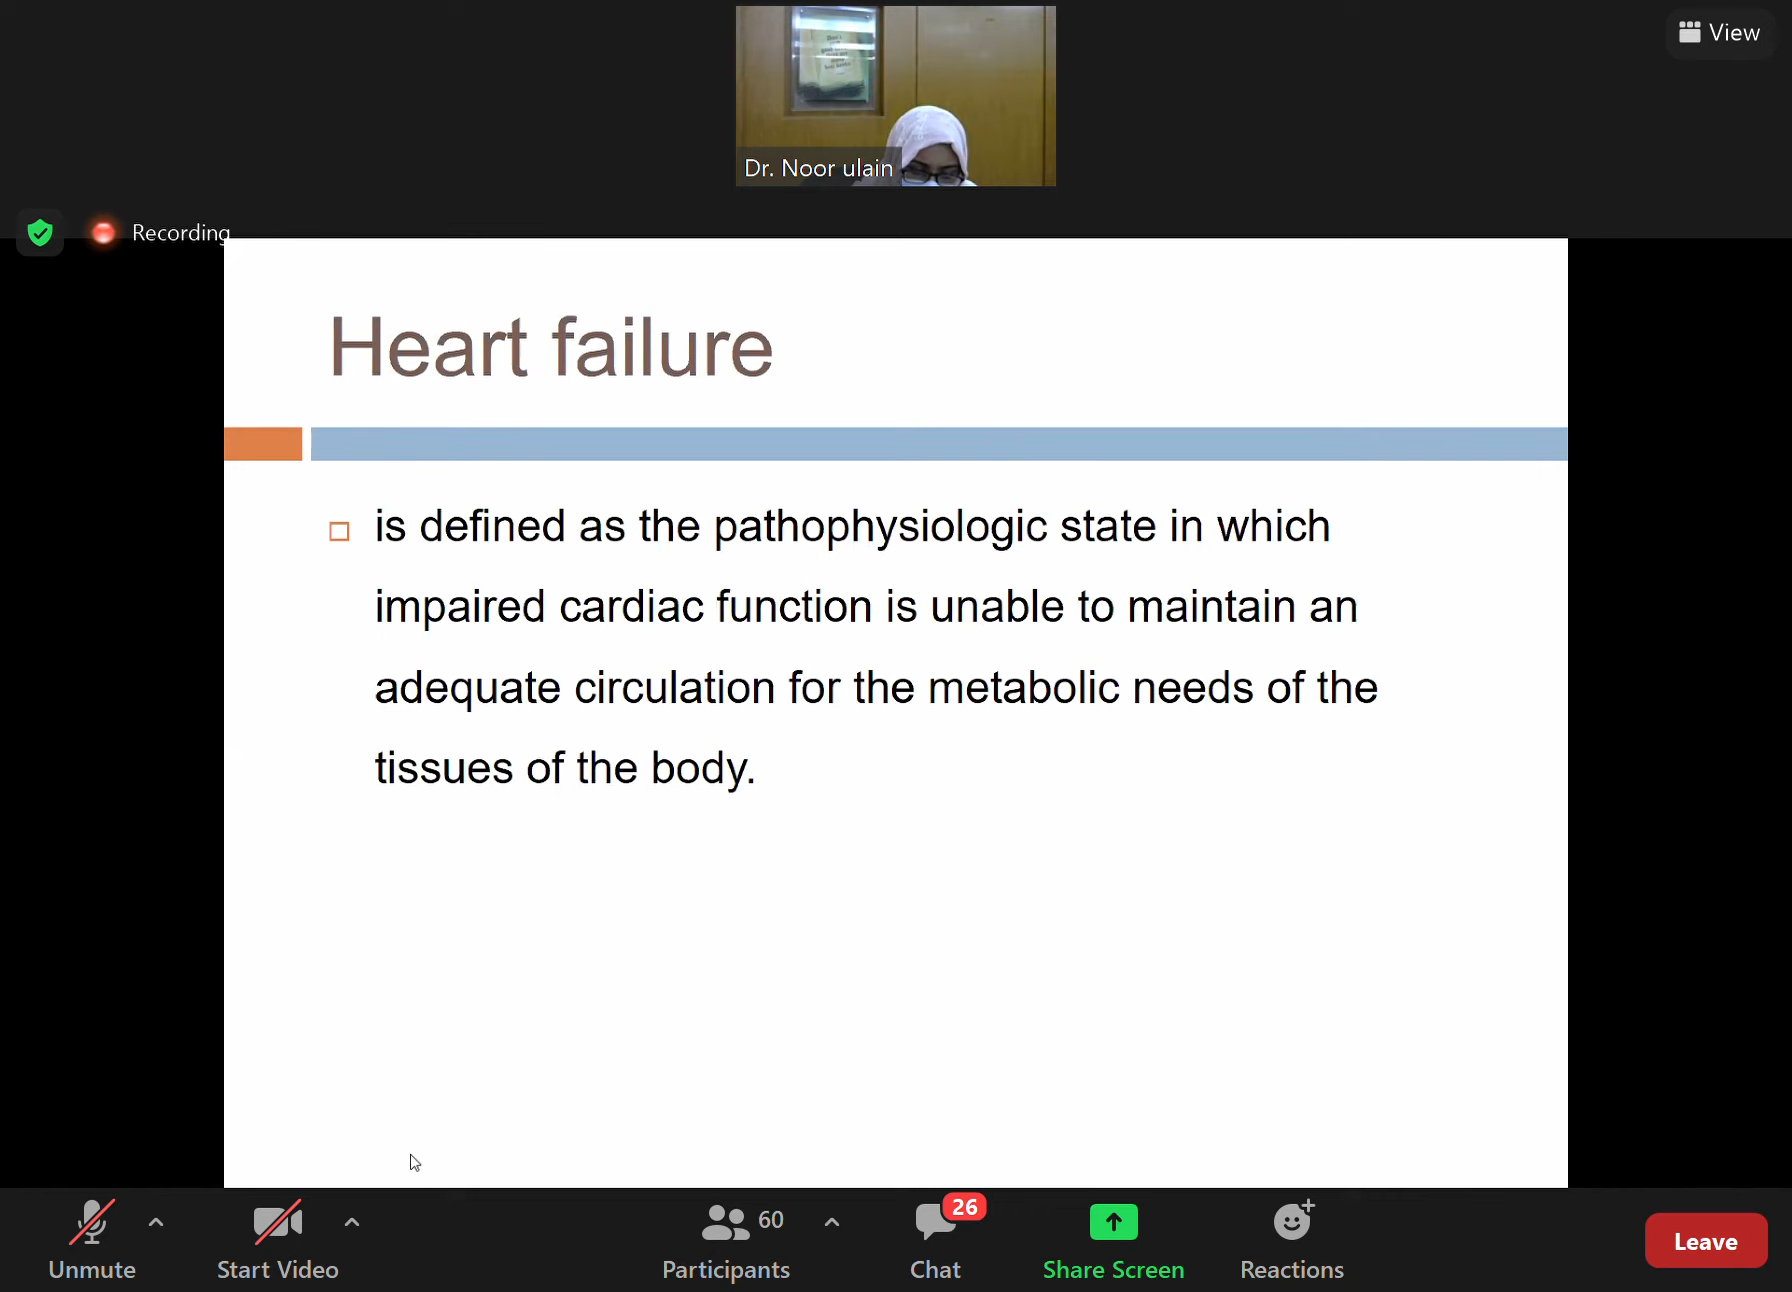 View
Dr. Noor ulain
Recording
Heart failure
is defined as the pathophysiologic state in which
impaired cardiac function is unable to maintain an
adequate circulation for the metabolic needs of the
tissues of the body.
60
26
Unmute
Start Video
Participants
Chat
Share Screen
Reactions
Leave